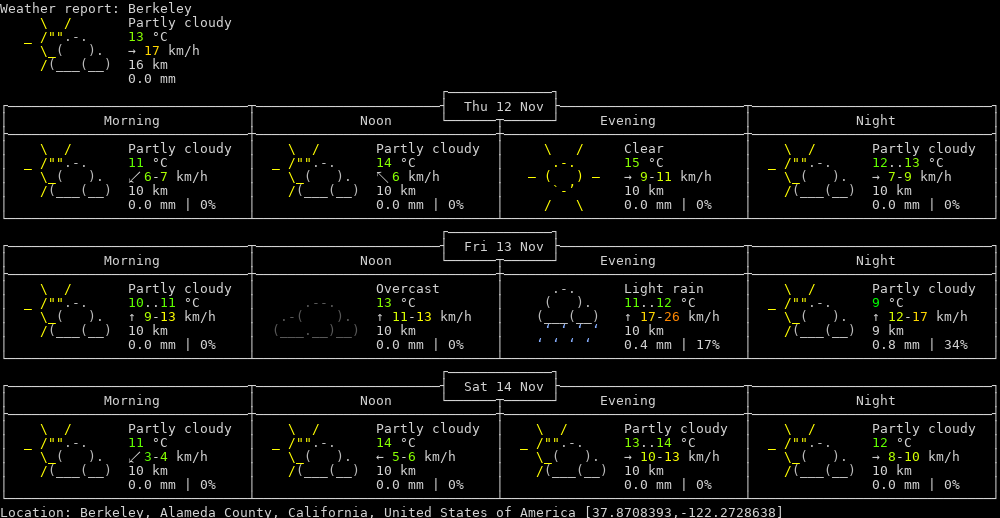 Weather report: Berkeley
Partly cloudy
13 °C
→ 17 km/h
16 km
0.0 mm
Thu 12 Nov
Morning Noon Evening Night
Partly cloudy Partly cloudy Clear Partly cloudy
11 °C 14 °C 15 °C 12..13 °C
↙ 6-7 km/h ↖ 6 km/h → 9-11 km/h → 7-9 km/h
10 km 10 km 10 km 10 km
0.0 mm | 0% 0.0 mm | 0% 0.0 mm | 0% 0.0 mm | 0%
Fri 13 Nov
Morning Noon Evening Night
Partly cloudy Overcast Light rain Partly cloudy
10..11 °C 13 °C 11..12 °C 9 °C
↑ 9-13 km/h ↑ 11-13 km/h ↑ 17-26 km/h ↑ 12-17 km/h
10 km 10 km 10 km 9 km
0.0 mm | 0% 0.0 mm | 0% 0.4 mm | 17% 0.8 mm | 34%
Sat 14 Nov
Morning Noon Evening Night
Partly cloudy Partly cloudy Partly cloudy Partly cloudy
11 °C 14 °C 13..14 °C 12 °C
↙ 3-4 km/h ← 5-6 km/h → 10-13 km/h → 8-10 km/h
10 km 10 km 10 km 10 km
0.0 mm | 0% 0.0 mm | 0% 0.0 mm | 0% 0.0 mm | 0%
Location: Berkeley, Alameda County, California, United States of America [37.8708393,-122.2728638]